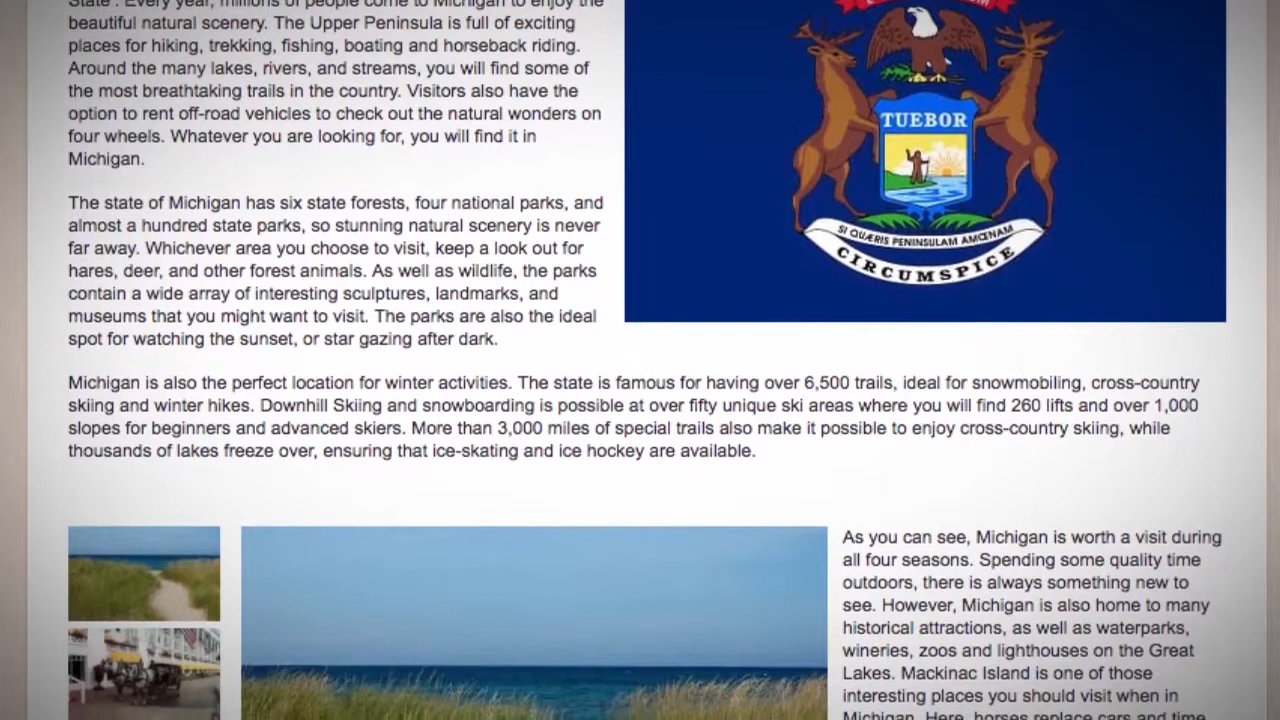 State". Every year, millions of people come to Michigan to enjoy the
beautiful natural scenery. The Upper Peninsula is full of exciting
places for hiking, trekking, fishing, boating and horseback riding.
Around the many lakes, rivers, and streams, you will find some of
the most breathtaking trails in the country. Visitors also have the
option to rent off-road vehicles to check out the natural wonders on
four wheels. Whatever you are looking for, you will find it in
Michigan.
The state of Michigan has six state forests, four national parks, and
almost a hundred state parks, so stunning natural scenery is never
far away. Whichever area you choose to visit, keep a look out for
hares, deer, and other forest animals. As well as wildlife, the parks
contain a wide array of interesting sculptures, landmarks, and
museums that you might want to visit. The parks are also the ideal
spot for watching the sunset, or star gazing after dark.
TUEBOR
SI QUÆRIS PENINSULAM AMŒNAM
CIRCUMSPICE
Michigan is also the perfect location for winter activities. The state is famous for having over 6,500 trails, ideal for snowmobiling, cross-country
skiing and winter hikes. Downhill Skiing and snowboarding is possible at over fifty unique ski areas where you will find 260 lifts and over 1,000
slopes for beginners and advanced skiers. More than 3,000 miles of special trails also make it possible to enjoy cross-country skiing, while
thousands of lakes freeze over, ensuring that ice-skating and ice hockey are available.
As you can see, Michigan is worth a visit during
all four seasons. Spending some quality time
outdoors, there is always something new to
see. However, Michigan is also home to many
historical attractions, as well as waterparks,
wineries, zoos and lighthouses on the Great
Lakes. Mackinac Island is one of those
interesting places you should visit when in
Michigan. Here, horses replace cars and time